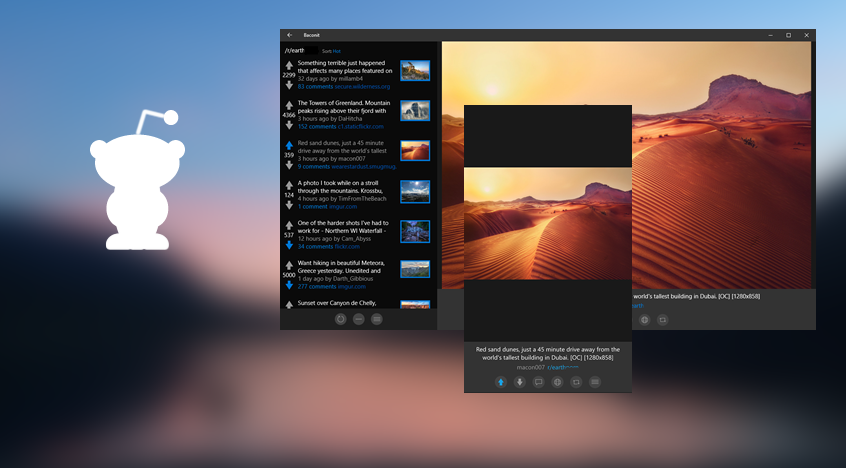 Baconit
/r/earth
Sort: Hot
Something terrible just happened
that affects many places featured on
32 days ago by millamb4
2299
83 comments secure.wilderness.org
The Towers of Greenland. Mountain
peaks rising above their fjord with
3 hours ago by DaHitcha
4366
152 comments c1.staticflickr.com
Red sand dunes, just a 45 minute
drive away from the world's tallest
3 hours ago by macon007
359
9 comments
A photo I took while on a stroll
through the mountains. Krossbu,
4 hours ago by TimFromTheBeach
124
1 comment imgur.com
One of the harder shots I've had to
work for - Northern WI Waterfall -
12 hours ago by Cam_Abyss
537
34 comments flickr.com
Want hiking in beautiful Meteora,
Greece yesterday. Unedited and
1 day ago by Darth_Gibbious
5000
277 comments imgur.com
Sunset over Canyon de Chelly,
world's tallest building in Dubai. [OC] [1280x858]
earth
Red sand dunes, just a 45 minute drive away from the
world's tallest building in Dubai. [OC] [1280x858]
macon007 r/earth